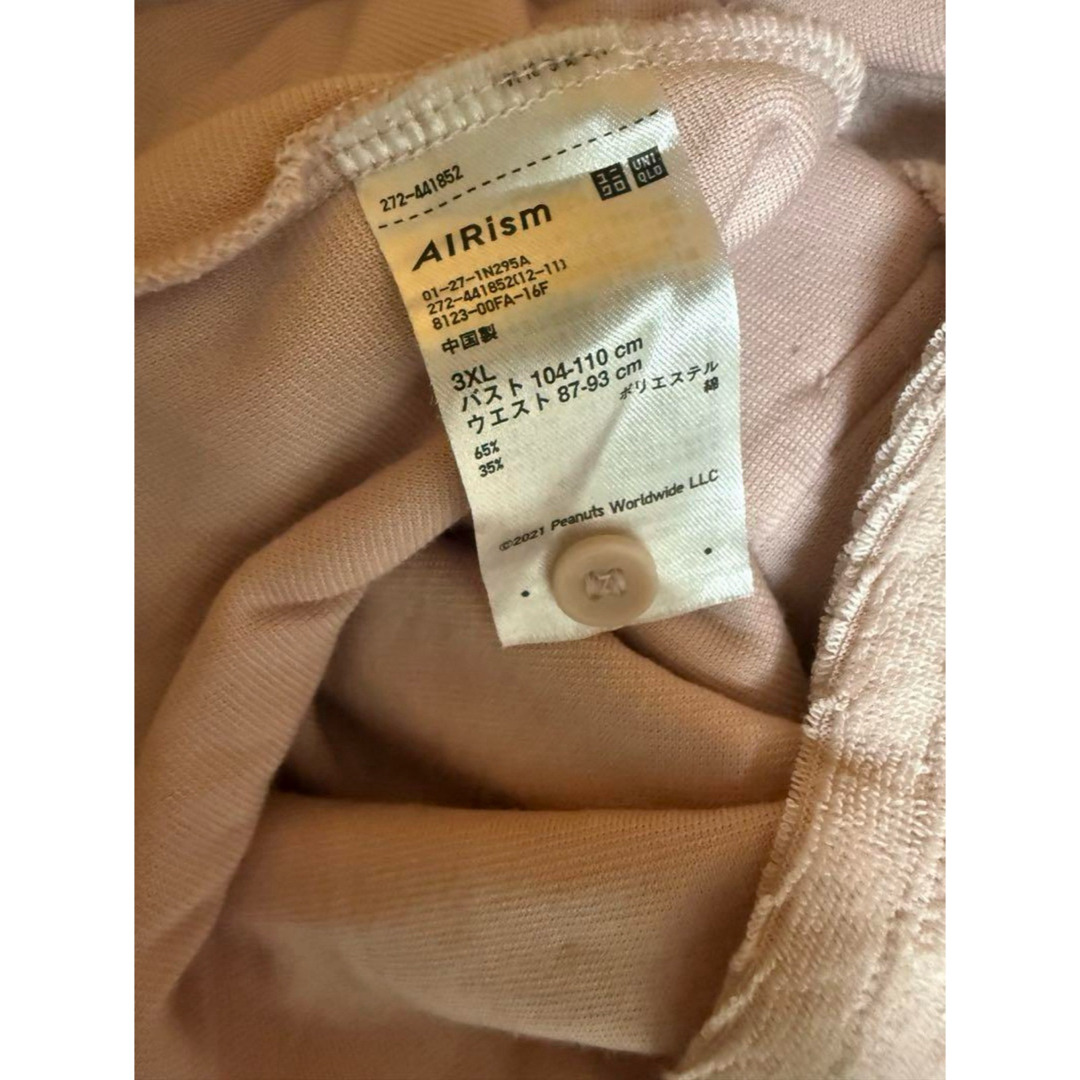 272-441852
ユニ UNI
クロ QLO
AIRism
01-27-1N295A
272-441852(12-11)
8123-00FA-16F
中国製
3XL
バスト 104-110 cm
ウエスト 87-93 cm
65% ポリエステル
35% 綿
©2021 Peanuts Worldwide LLC